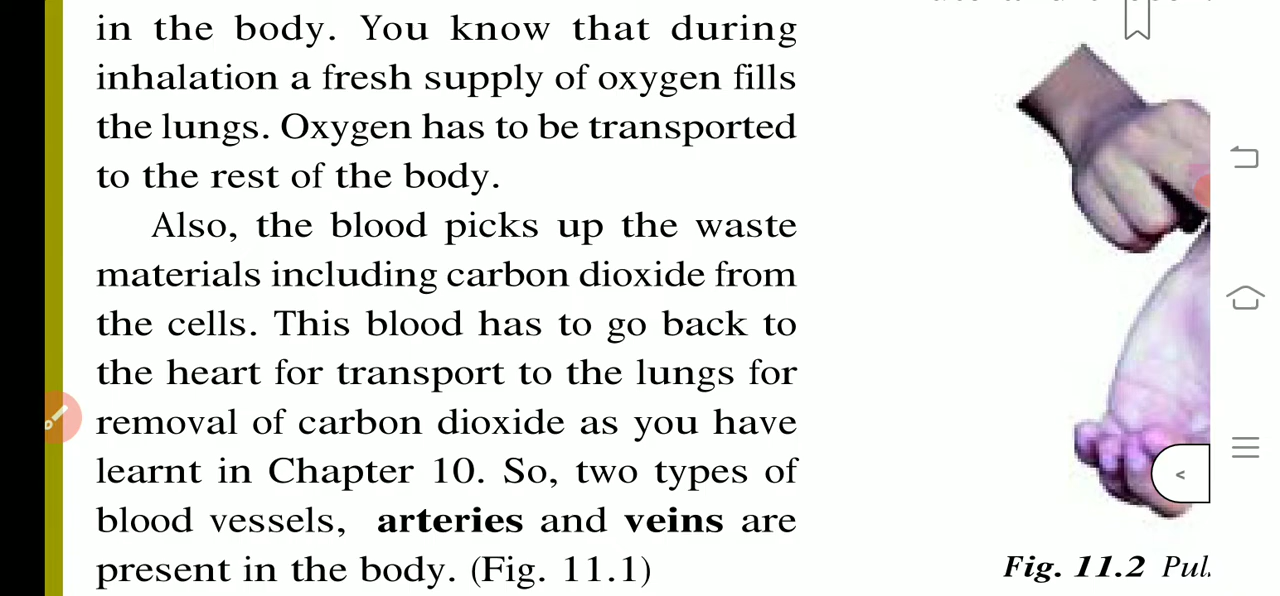 in the body. You know that during
inhalation a fresh supply of oxygen fills
the lungs. Oxygen has to be transported
to the rest of the body.
Also, the blood picks up the waste
materials including carbon dioxide from
the cells. This blood has to go back to
the heart for transport to the lungs for
removal of carbon dioxide as you have
learnt in Chapter 10. So, two types of
blood vessels, arteries and veins are
present in the body. (Fig. 11.1)
Fig. 11.2 Pul